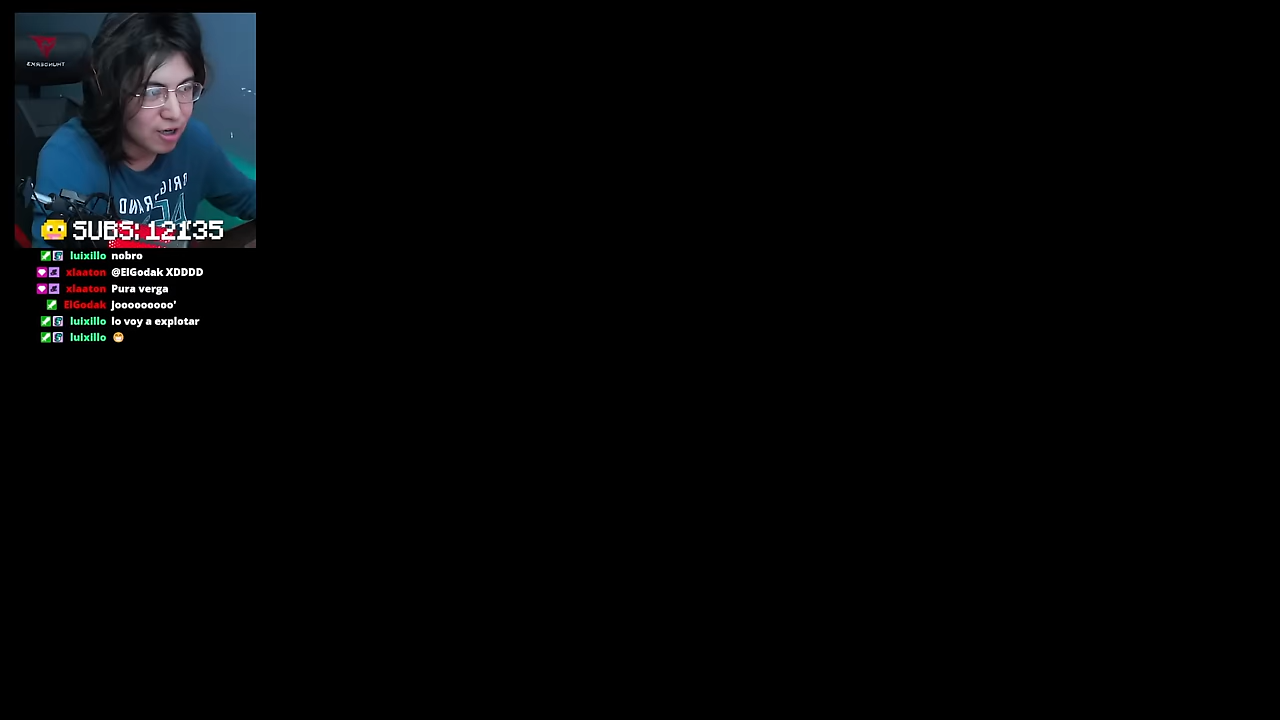 SUBS: 12135
luixillo nobro
xlaaton @ElGodak XDDDD
xlaaton Pura verga
ElGodak Jooooooooo'
luixillo lo voy a explotar
luixillo 😁